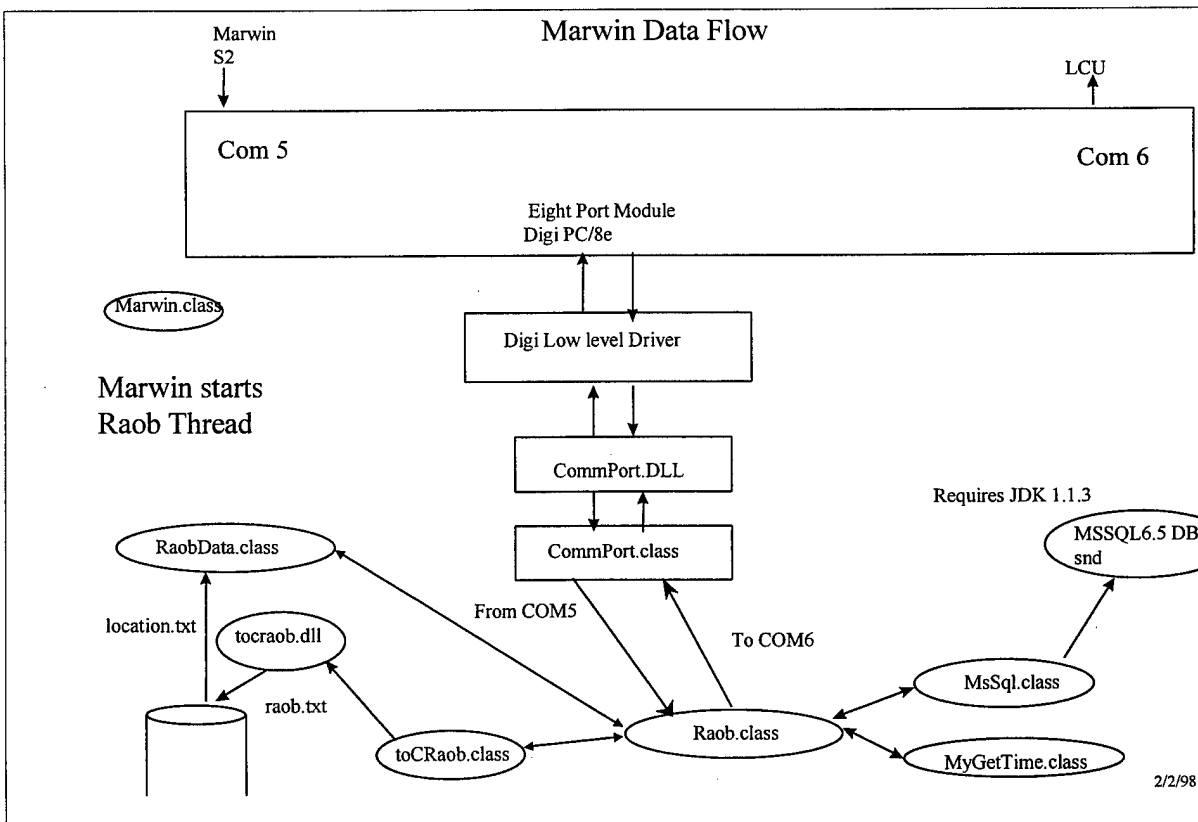 Marwin Data Flow
Marwin
S2
LCU
Com 5
Com 6
Eight Port Module
Digi PC/8e
Marwin.class
Digi Low level Driver
Marwin starts
Raob Thread
CommPort.DLL
Requires JDK 1.1.3
MSSQL6.5 DB
snd
RaobData.class
CommPort.class
From COM5
location.txt
tocraob.dll
To COM6
MsSql.class
raob.txt
Raob.class
toCRaob.class
MyGetTime.class
2/2/98